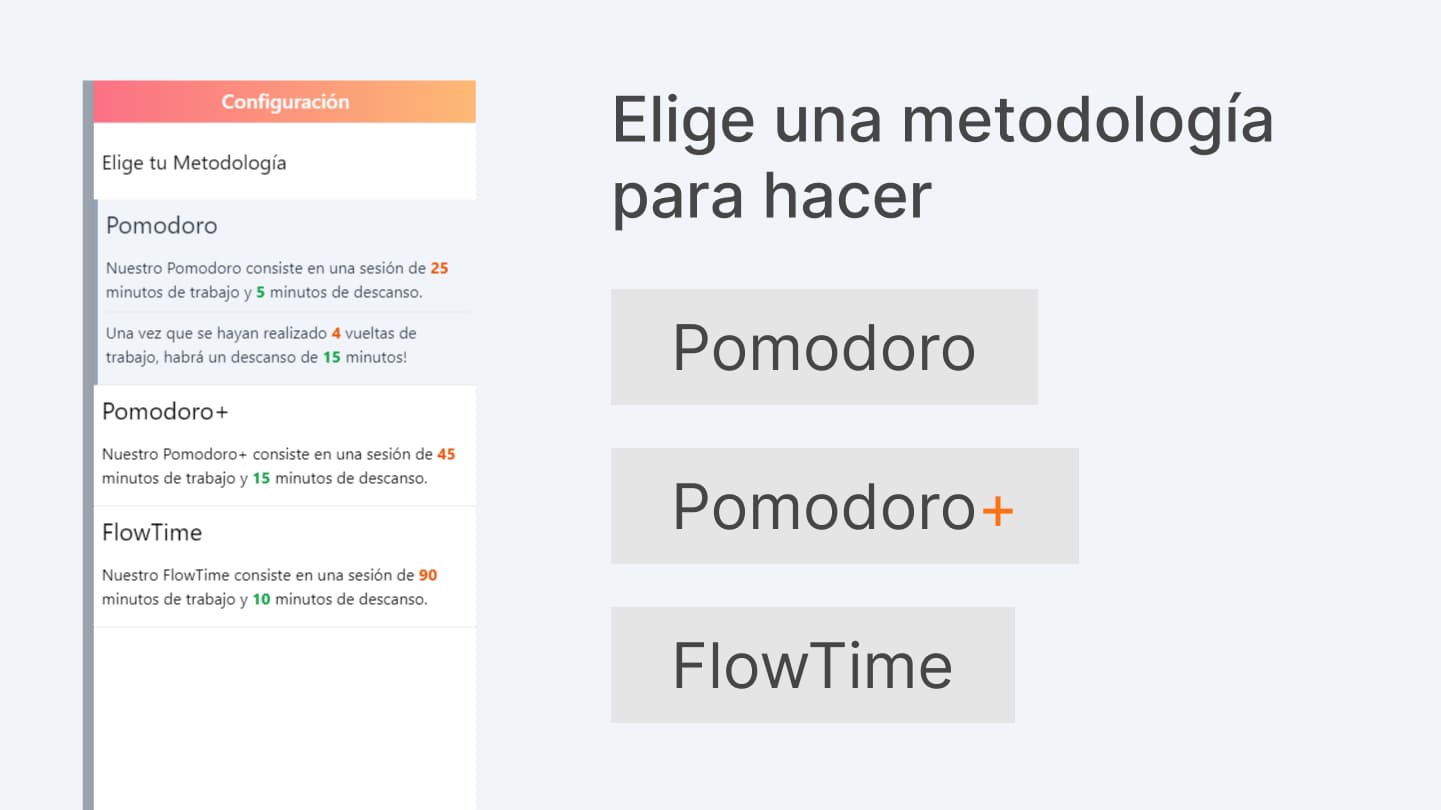 Configuración
Elige tu Metodología
Pomodoro
Nuestro Pomodoro consiste en una sesión de 25
minutos de trabajo y 5 minutos de descanso.
Una vez que se hayan realizado 4 vueltas de
trabajo, habrá un descanso de 15 minutos!
Pomodoro+
Nuestro Pomodoro+ consiste en una sesión de 45
minutos de trabajo y 15 minutos de descanso.
FlowTime
Nuestro FlowTime consiste en una sesión de 90
minutos de trabajo y 10 minutos de descanso.
Elige una metodología
para hacer
Pomodoro
Pomodoro+
FlowTime